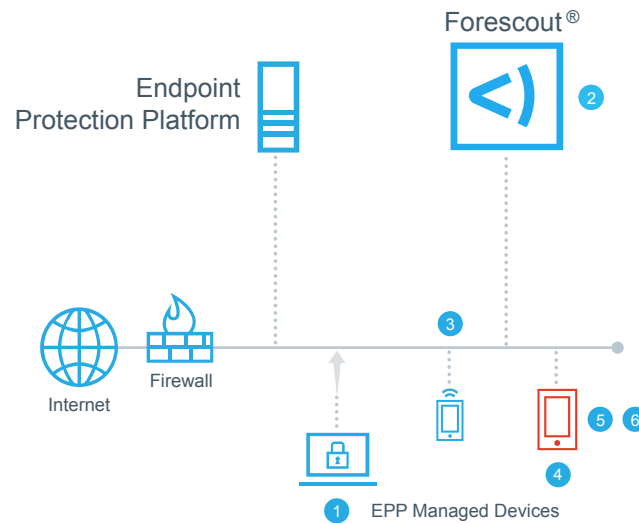 Forescout®
Endpoint
Protection Platform
2
3
Firewall
Internet
5 6
4
1 EPP Managed Devices